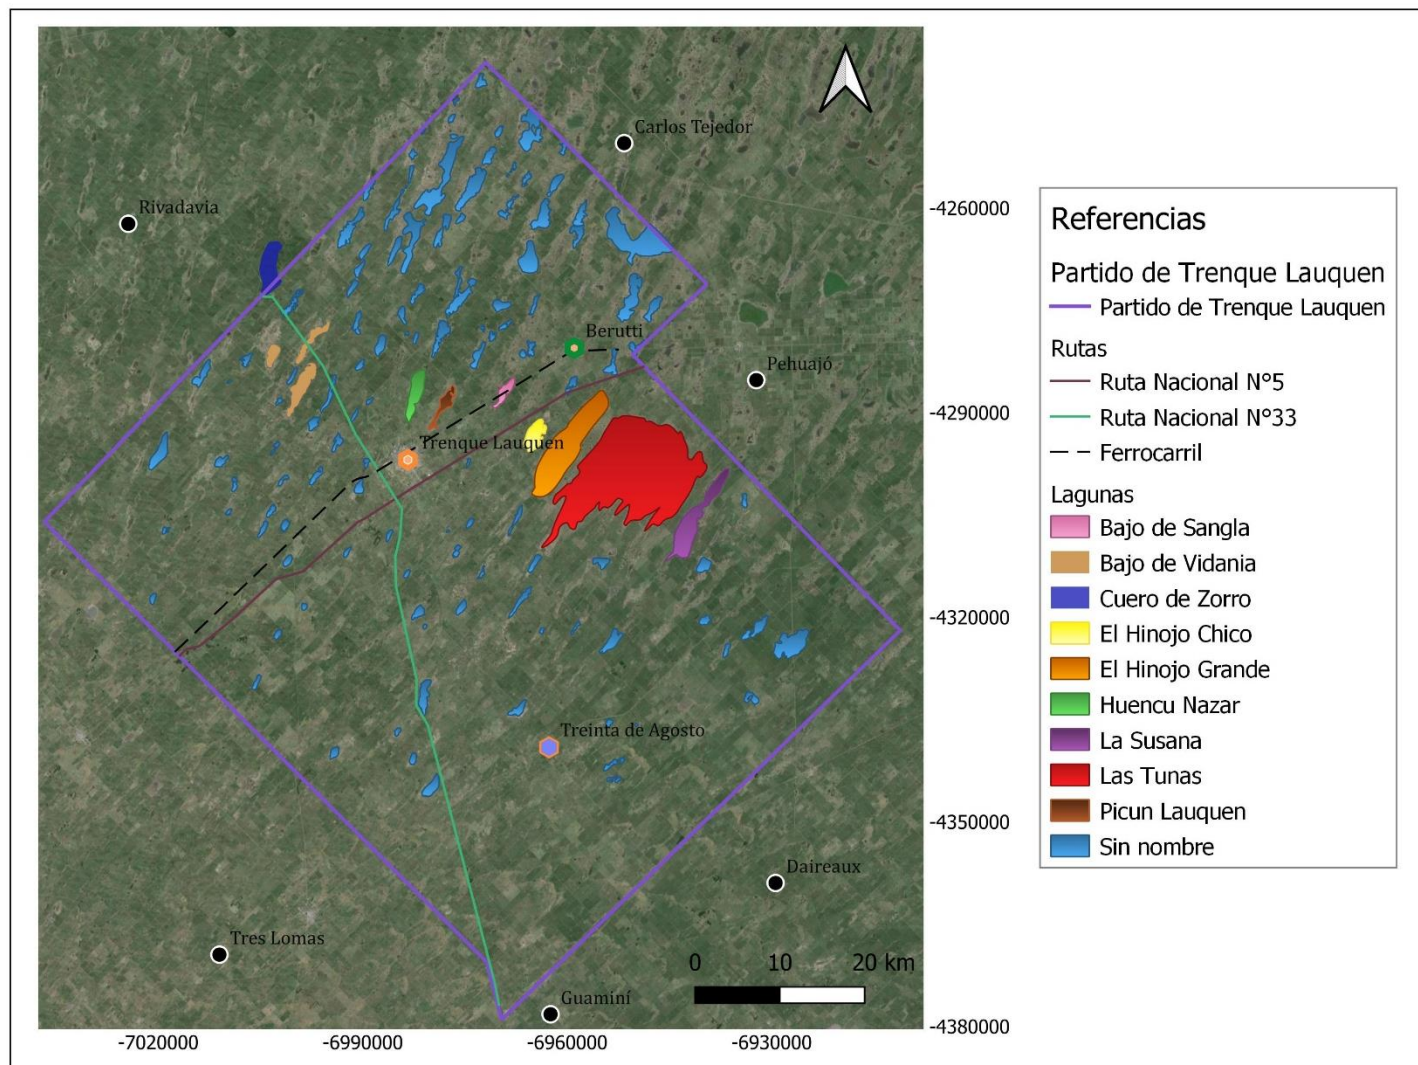 Carlos Tejedor
Rivadavia
Berutti
Pehuajó
Trenque Lauquen
Treinta de Agosto
Daireaux
Tres Lomas
Guaminí
0 10 20 km
-4260000
-4290000
-4320000
-4350000
-4380000
-7020000 -6990000 -6960000 -6930000
Referencias
Partido de Trenque Lauquen
Partido de Trenque Lauquen
Rutas
Ruta Nacional N°5
Ruta Nacional N°33
Ferrocarril
Lagunas
Bajo de Sangla
Bajo de Vidania
Cuero de Zorro
El Hinojo Chico
El Hinojo Grande
Huencu Nazar
La Susana
Las Tunas
Picun Lauquen
Sin nombre